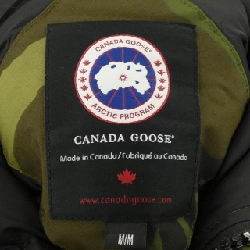 CANADA GOOSE
ARCTIC PROGRAM
CANADA GOOSE®
Made in Canada / Fabriqué au Canada
www.canadagoose.com
M/M